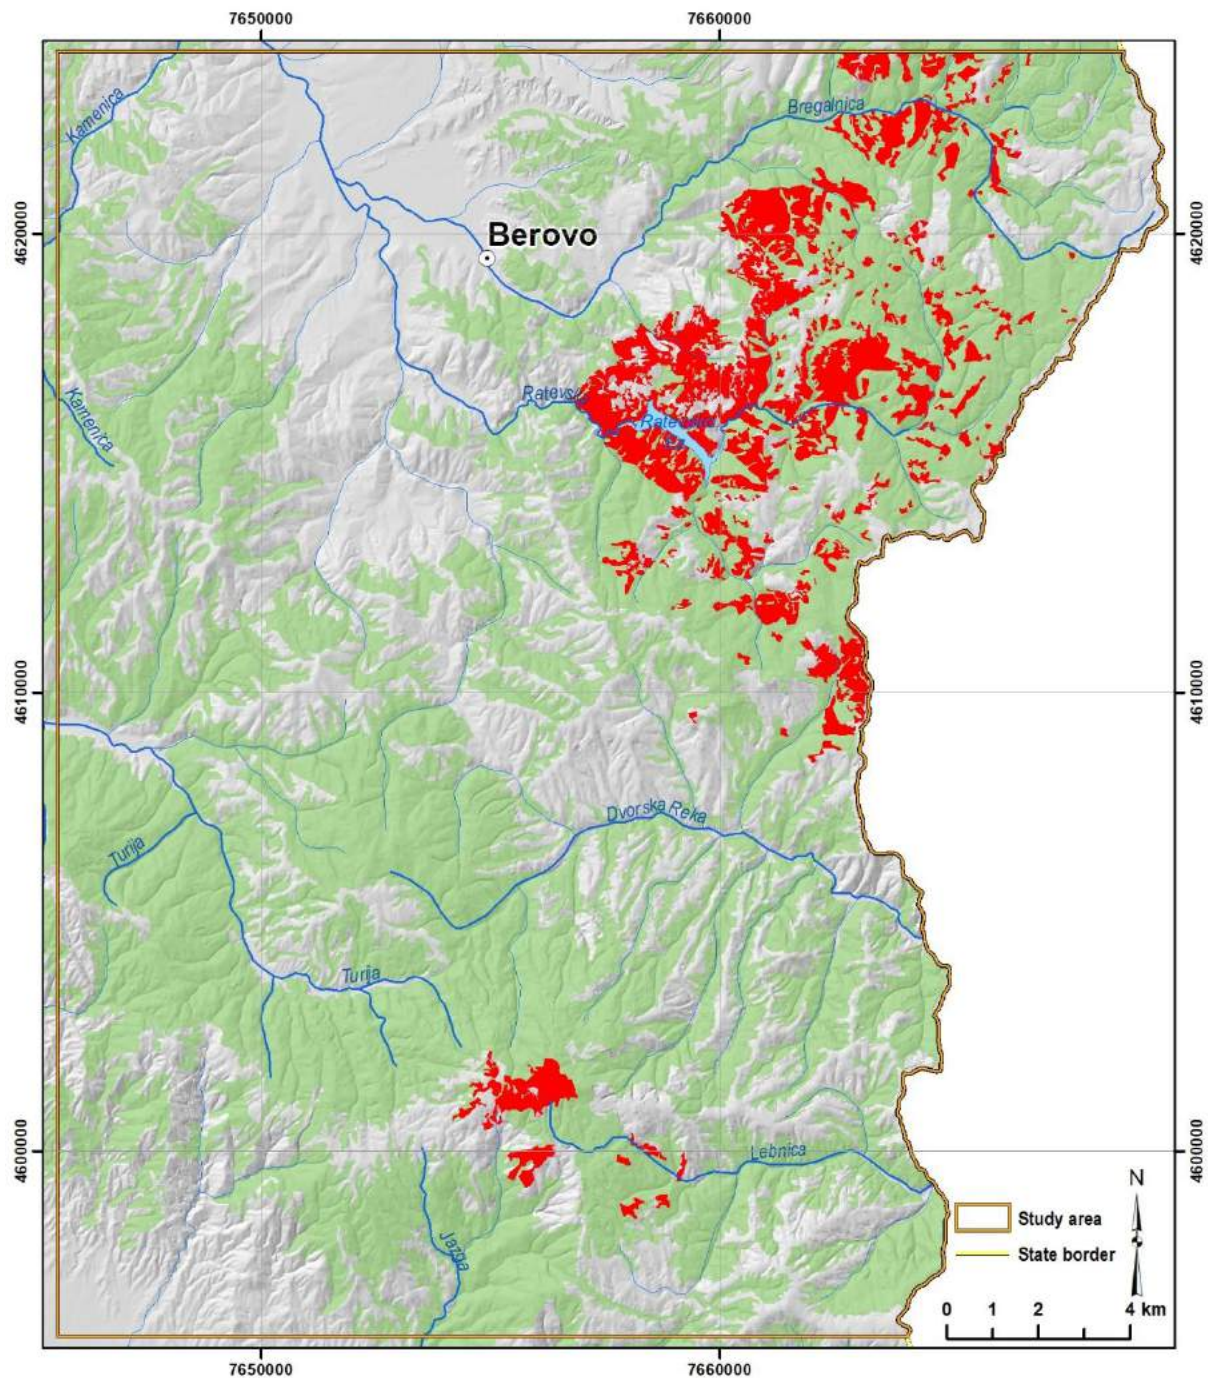 7650000
7660000
Kamenica
Bregalnica
4620000
4620000
Berovo
Kamenica
Ratevs
4610000
4610000
Dvorska Reka
Turija
Turija
4600000
4600000
Lebnica
N
Jazga
Study area
State border
0 1 2 4 km
7650000
7660000